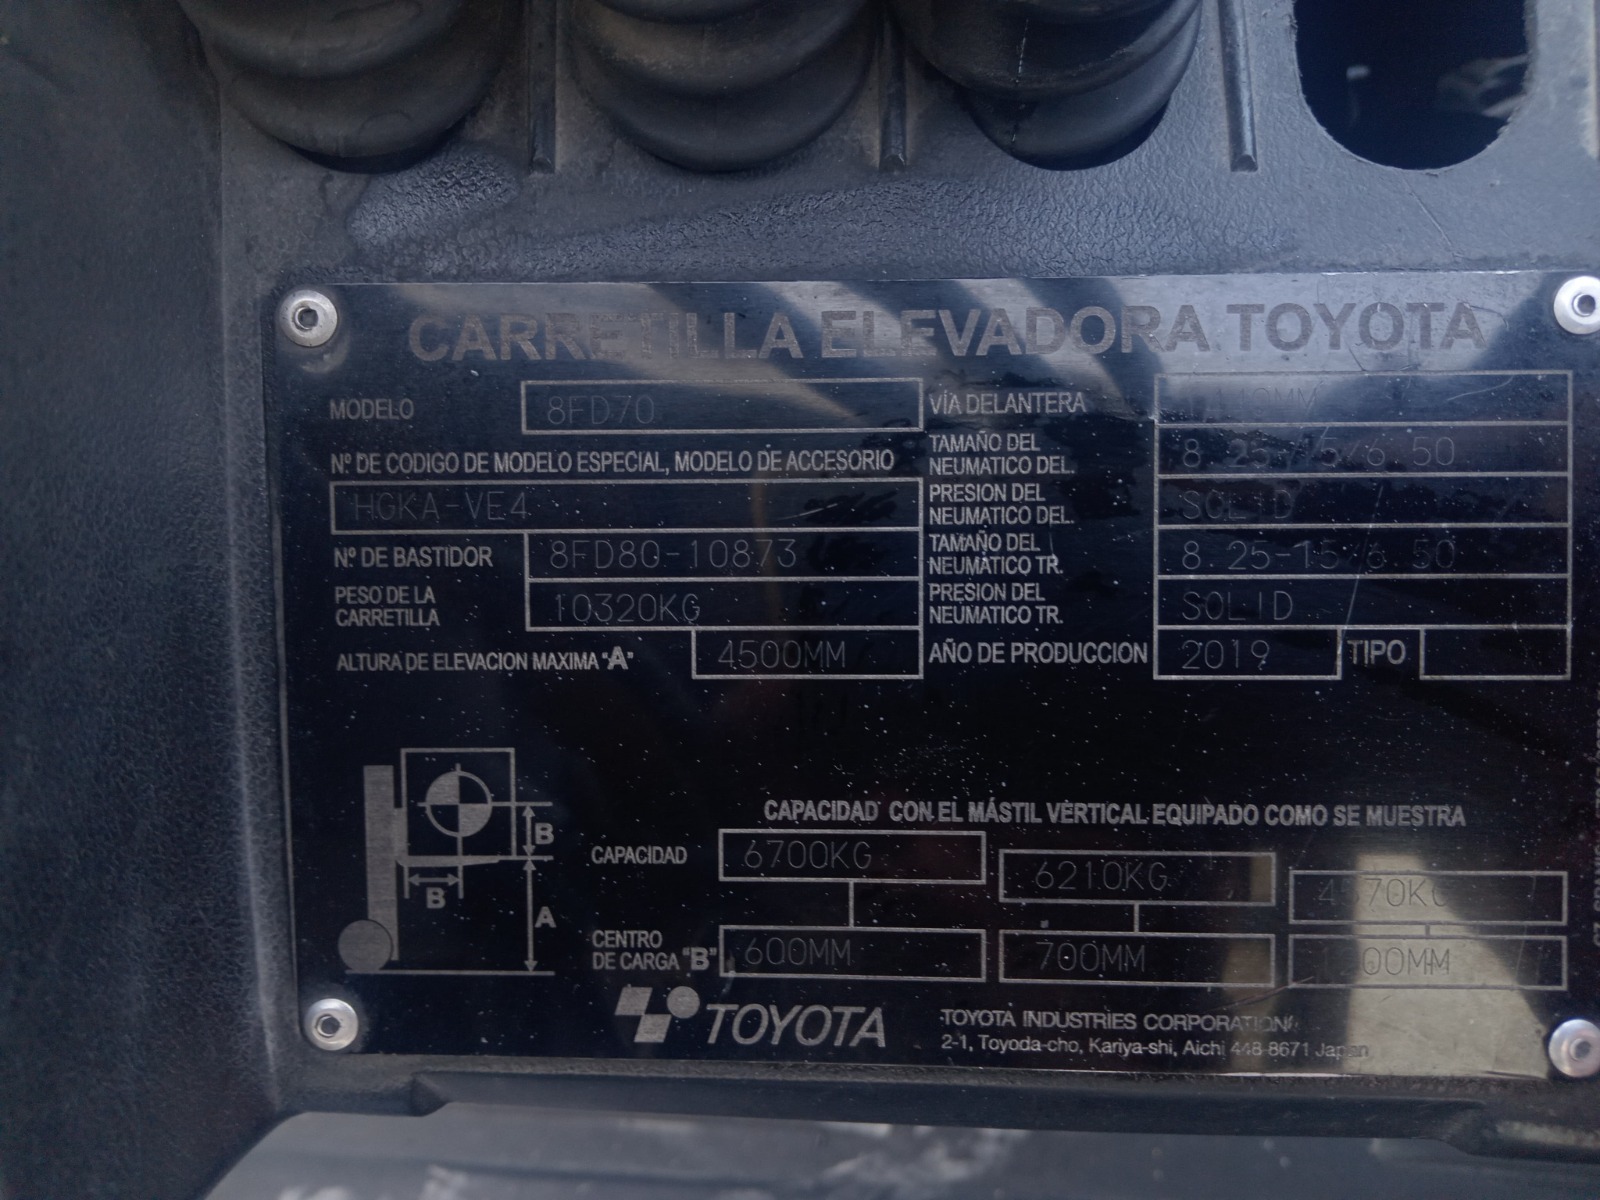 CARRETILLA ELEVADORA TOYOTA
MODELO 8FD70
Nº DE CODIGO DE MODELO ESPECIAL, MODELO DE ACCESORIO
HGKA-VE4
Nº DE BASTIDOR 8FD80-10873
PESO DE LA
CARRETILLA 10320KG
ALTURA DE ELEVACION MAXIMA "A" 4500MM
VÍA DELANTERA
TAMAÑO DEL
NEUMATICO DEL.
PRESION DEL
NEUMATICO DEL. SOLID
TAMAÑO DEL
NEUMATICO TR. 8.25-15/6.50
PRESION DEL
NEUMATICO TR. SOLID
AÑO DE PRODUCCION 2019 TIPO
B
B
A
CAPACIDAD CON EL MÁSTIL VERTICAL EQUIPADO COMO SE MUESTRA
CAPACIDAD 6700KG 6210KG
CENTRO
DE CARGA "B" 600MM 700MM
TOYOTA
TOYOTA INDUSTRIES CORPORATION
2-1, Toyoda-cho, Kariya-shi, Aichi 448-8671 Japan